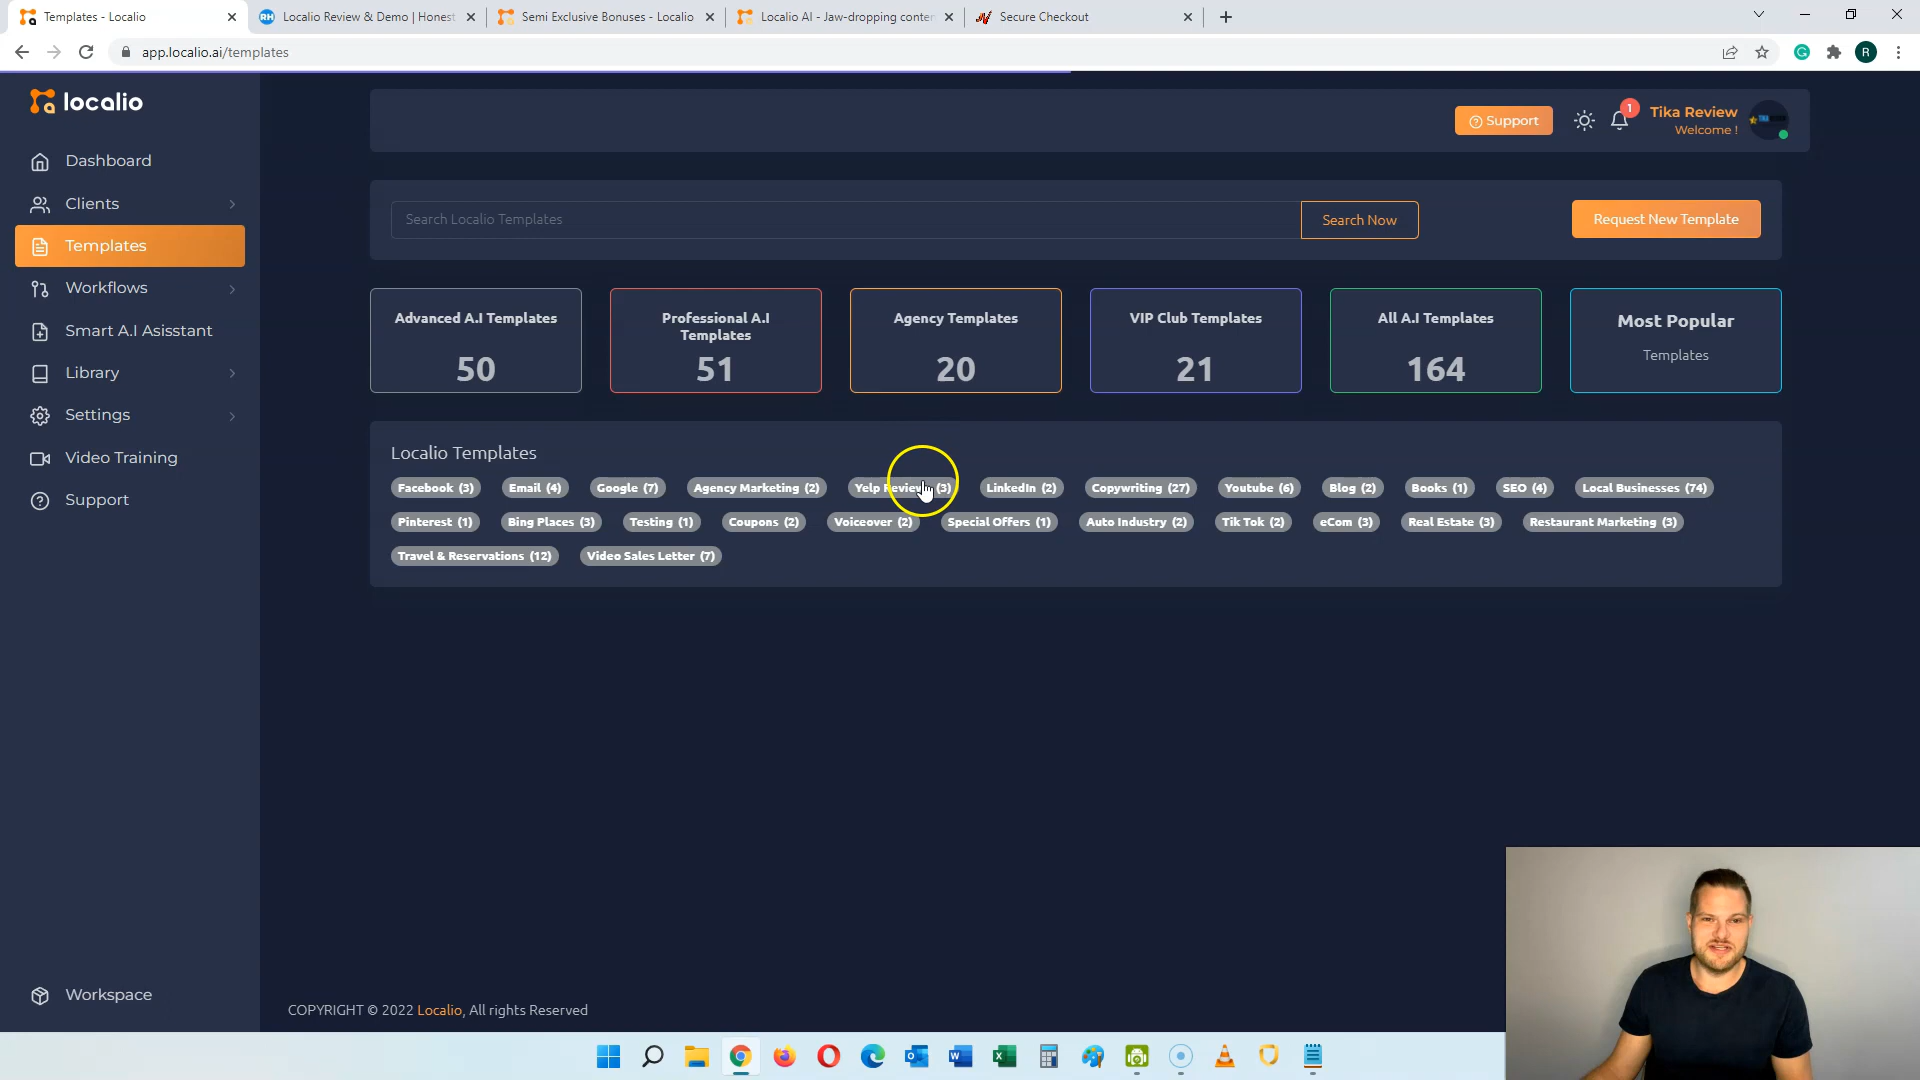 Templates - Localio
Localio Review & Demo | Honest
Semi Exclusive Bonuses - Localio
Localio AI - Jaw-dropping conten
Secure Checkout
app.localio.ai/templates
R
localio
Support
1
Tika Review
Welcome !
Dashboard
Clients
Templates
Workflows
Smart A.I Asisstant
Library
Settings
Video Training
Support
Workspace
Search Localio Templates
Search Now
Request New Template
Advanced A.I Templates
50
Professional A.I
Templates
51
Agency Templates
20
VIP Club Templates
21
All A.I Templates
164
Most Popular
Templates
Localio Templates
Facebook (3) Email (4) Google (7) Agency Marketing (2) Yelp Review (3) LinkedIn (2) Copywriting (27) Youtube (6) Blog (2) Books (1) SEO (4) Local Businesses (74)
Pinterest (1) Bing Places (3) Testing (1) Coupons (2) Voiceover (2) Special Offers (1) Auto Industry (2) Tik Tok (2) eCom (3) Real Estate (3) Restaurant Marketing (3)
Travel & Reservations (12) Video Sales Letter (7)
COPYRIGHT © 2022 Localio, All rights Reserved